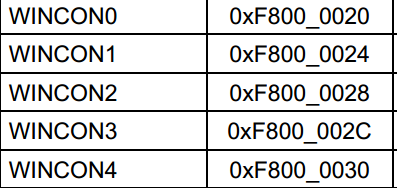 WINCON0 0xF800_0020
WINCON1 0xF800_0024
WINCON2 0xF800_0028
WINCON3 0xF800_002C
WINCON4 0xF800_0030